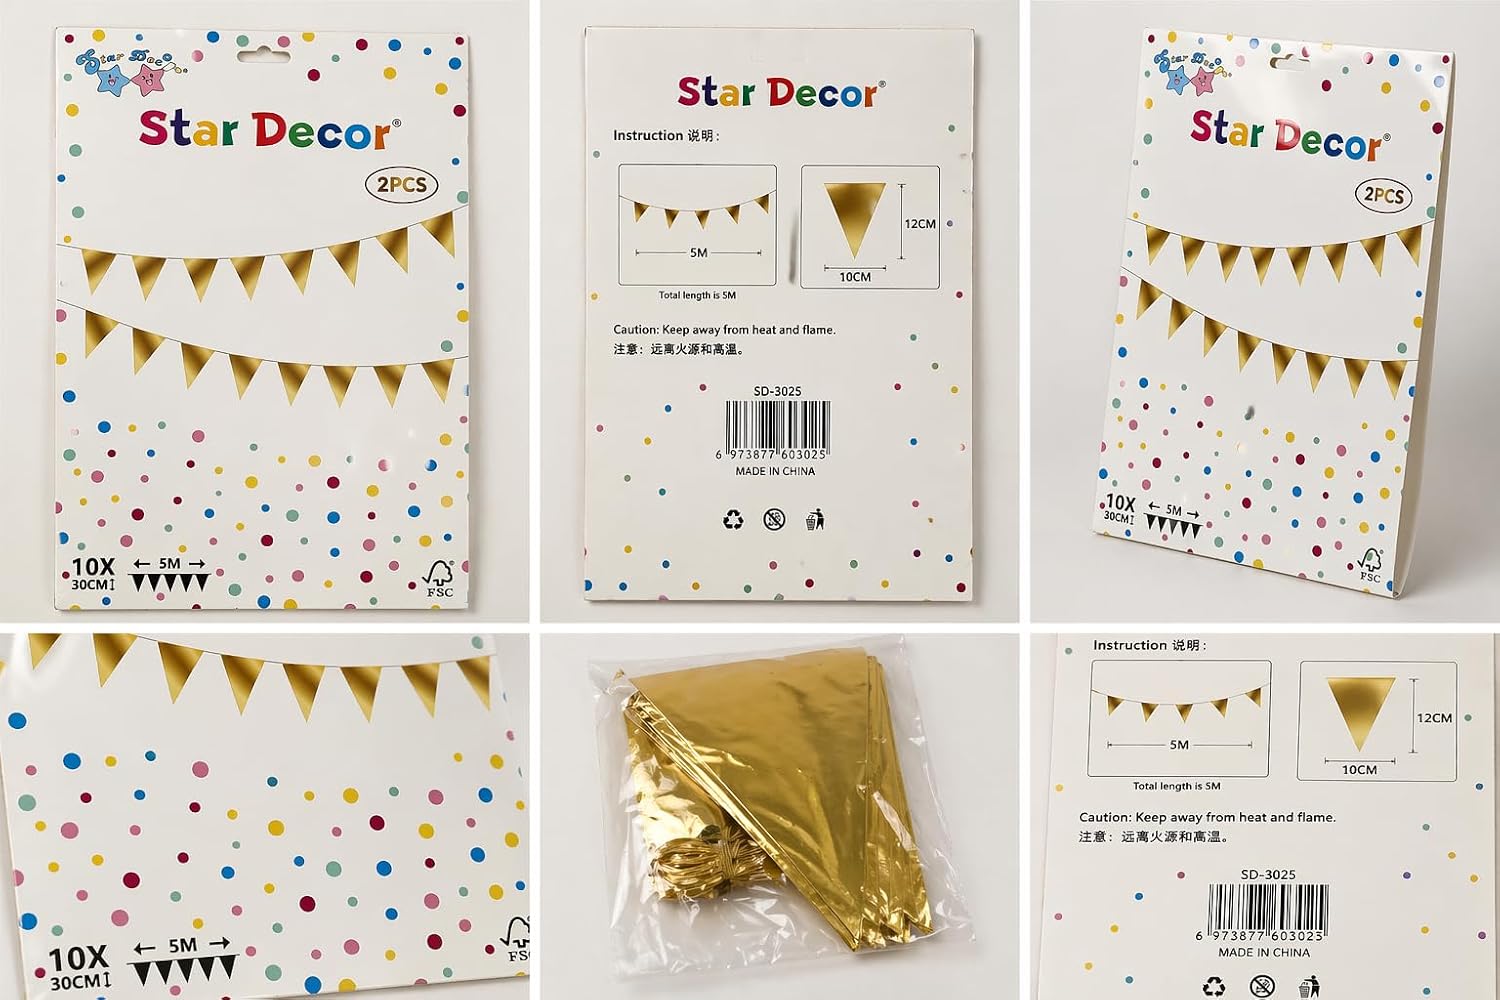 Star Decor
Star Decor®
2PCS
10X
30CM
5M
FSC
Star Decor®
Instruction 说明：
5M
Total length is 5M
12CM
10CM
Caution: Keep away from heat and flame.
注意：远离火源和高温。
SD-3025
6 973877 603025
MADE IN CHINA
Star Decor
Star Decor®
2PCS
10X
30CM
5M
FSC
10X
30CM
5M
FSC
Instruction 说明：
5M
Total length is 5M
12CM
10CM
Caution: Keep away from heat and flame.
注意：远离火源和高温。
SD-3025
6 973877 603025
MADE IN CHINA